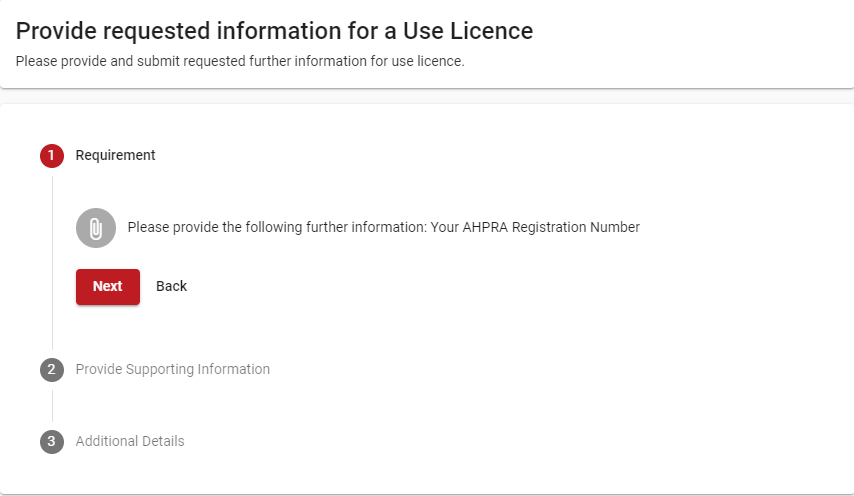 Provide requested information for a Use Licence
Please provide and submit requested further information for use licence.
1 Requirement
Please provide the following further information: Your AHPRA Registration Number
Next Back
2 Provide Supporting Information
3 Additional Details